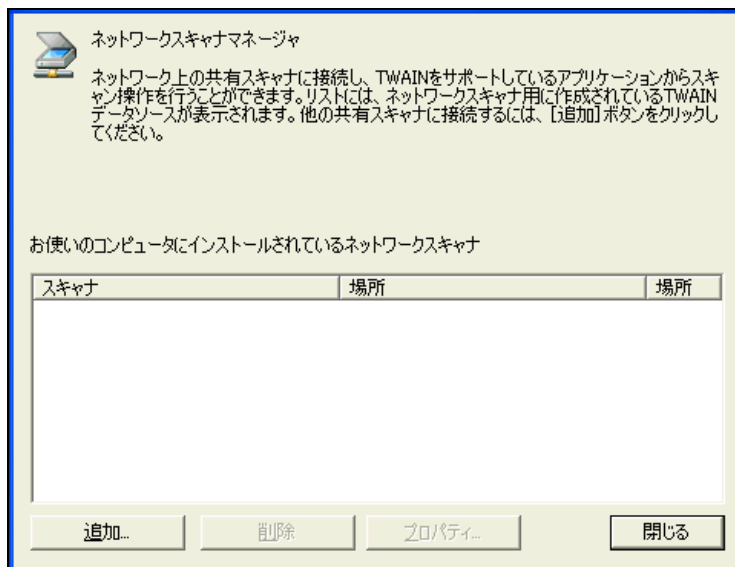 ネットワークスキャナマネージャ
ネットワーク上の共有スキャナに接続し、TWAINをサポートしているアプリケーションからスキ
ャン操作を行うことができます。リストには、ネットワークスキャナ用に作成されているTWAIN
データソースが表示されます。他の共有スキャナに接続するには、[追加]ボタンをクリックし
てください。
お使いのコンピュータにインストールされているネットワークスキャナ
スキャナ 場所 場所
追加... 削除 プロパティ... 閉じる